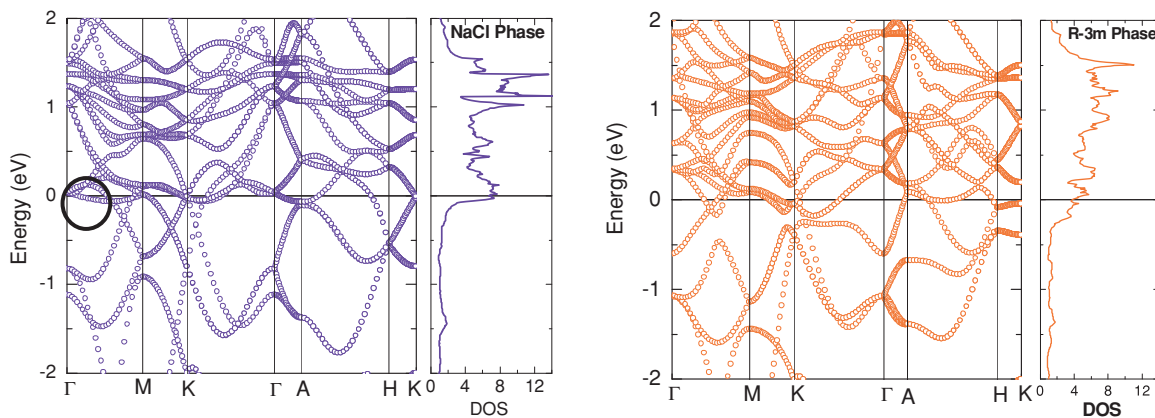 2
1
0
-1
-2
Energy (eV)
Γ M K Γ A H K
NaCl Phase
0 4 8 12
DOS
2
1
0
-1
-2
Energy (eV)
Γ M K Γ A H K
R-3m Phase
0 4 8 12
DOS